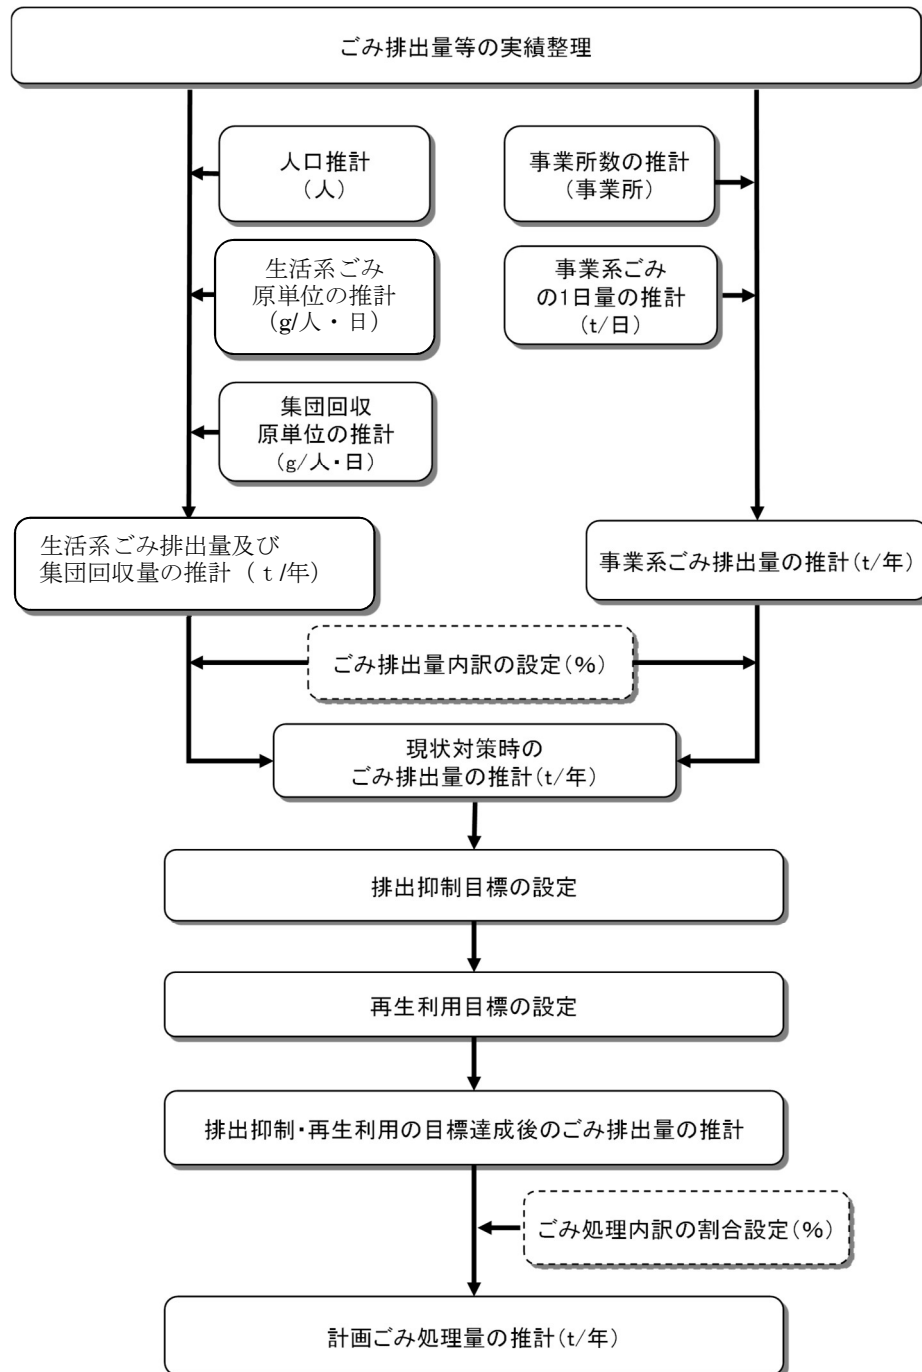 ごみ排出量等の実績整理
人口推計
(人)
事業所数の推計
(事業所)
生活系ごみ
原単位の推計
(g/人・日)
事業系ごみ
の1日量の推計
(t/日)
集団回収
原単位の推計
(g/人・日)
生活系ごみ排出量及び
集団回収量の推計(t/年)
事業系ごみ排出量の推計(t/年)
ごみ排出量内訳の設定(%)
現状対策時の
ごみ排出量の推計(t/年)
排出抑制目標の設定
再生利用目標の設定
排出抑制・再生利用の目標達成後のごみ排出量の推計
ごみ処理内訳の割合設定(%)
計画ごみ処理量の推計(t/年)